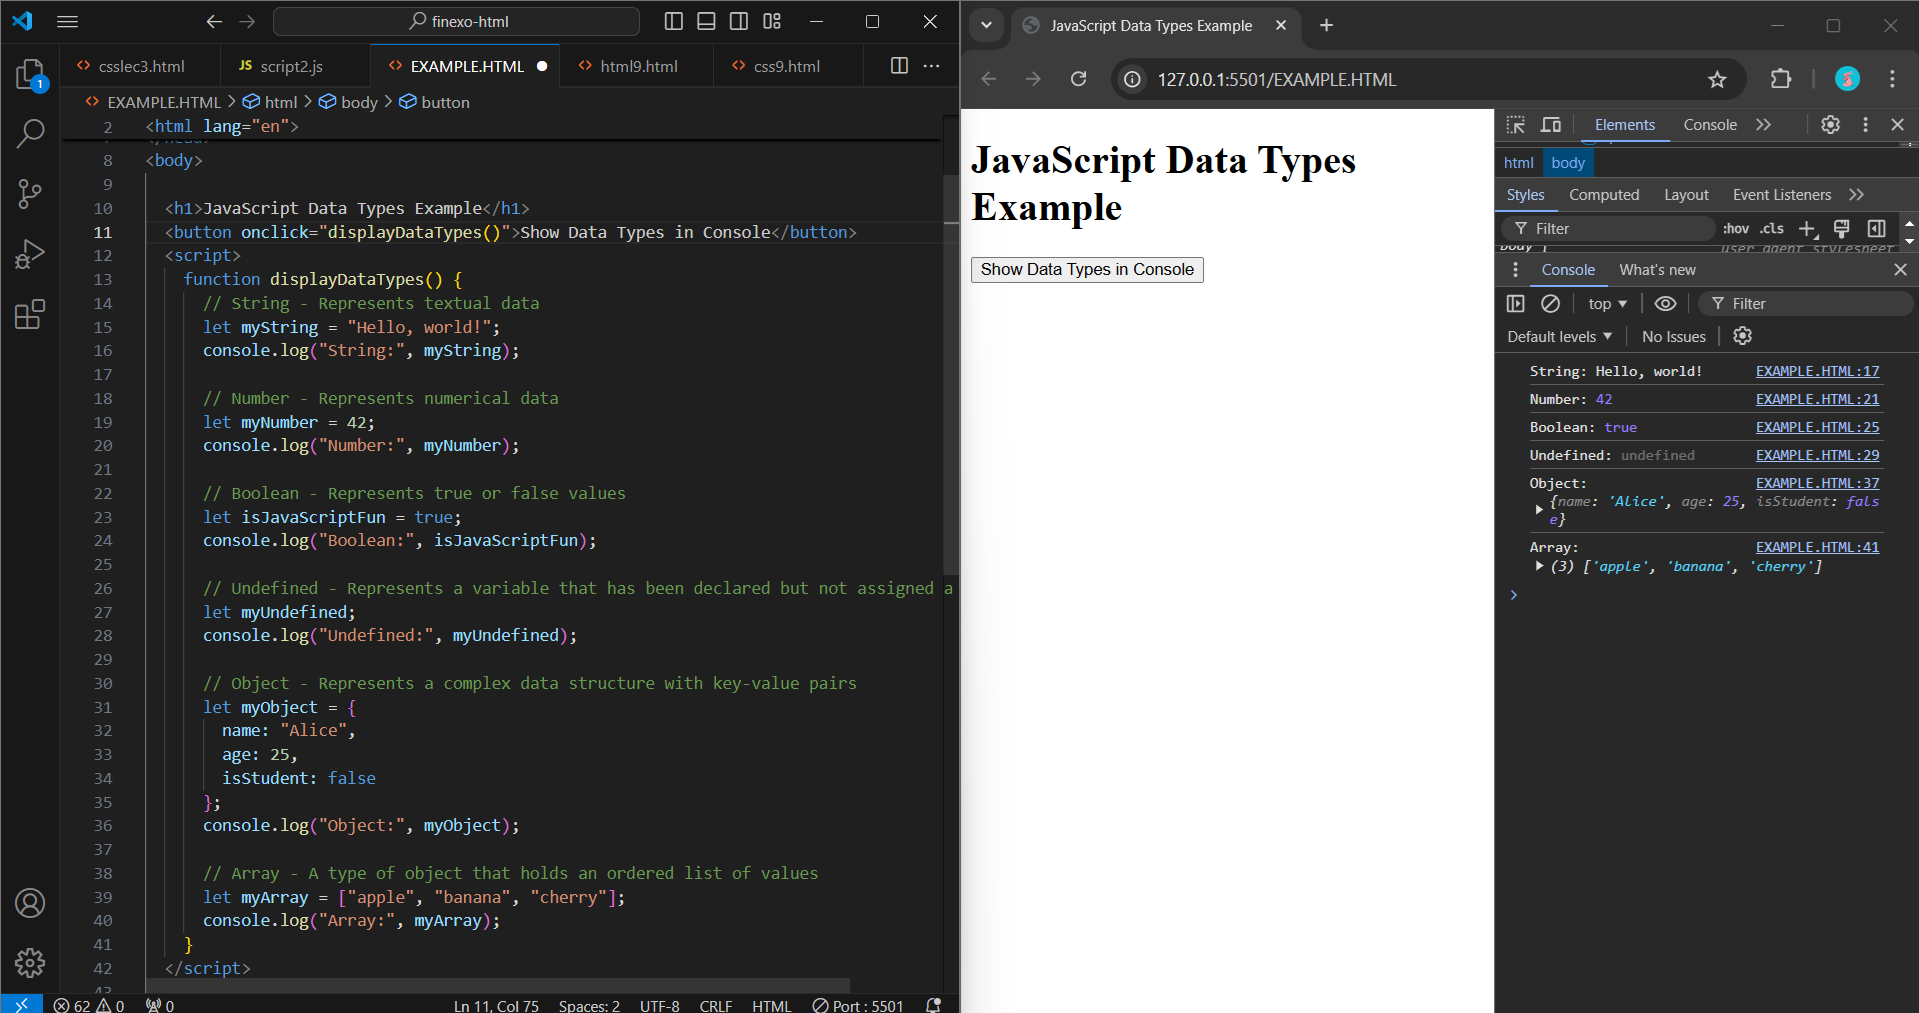 finexo-html
csslec3.html
JS script2.js
EXAMPLE.HTML
html9.html
css9.html
EXAMPLE.HTML > html > body > button
2 <html lang="en">
8 <body>
9
10 <h1>JavaScript Data Types Example</h1>
11 <button onclick="displayDataTypes()">Show Data Types in Console</button>
12 <script>
13 function displayDataTypes() {
14 // String - Represents textual data
15 let myString = "Hello, world!";
16 console.log("String:", myString);
17
18 // Number - Represents numerical data
19 let myNumber = 42;
20 console.log("Number:", myNumber);
21
22 // Boolean - Represents true or false values
23 let isJavaScriptFun = true;
24 console.log("Boolean:", isJavaScriptFun);
25
26 // Undefined - Represents a variable that has been declared but not assigned a
27 let myUndefined;
28 console.log("Undefined:", myUndefined);
29
30 // Object - Represents a complex data structure with key-value pairs
31 let myObject = {
32 name: "Alice",
33 age: 25,
34 isStudent: false
35 };
36 console.log("Object:", myObject);
37
38 // Array - A type of object that holds an ordered list of values
39 let myArray = ["apple", "banana", "cherry"];
40 console.log("Array:", myArray);
41 }
42 </script>
1
62 0 0 Ln 11, Col 75 Spaces: 2 UTF-8 CRLF HTML Port : 5501
JavaScript Data Types Example
127.0.0.1:5501/EXAMPLE.HTML
JavaScript Data Types
Example
Show Data Types in Console
Elements Console
html body
Styles Computed Layout Event Listeners
Filter :hov .cls
body { user agent stylesheet
Console What's new
top Filter
Default levels No Issues
String: Hello, world! EXAMPLE.HTML:17
Number: 42 EXAMPLE.HTML:21
Boolean: true EXAMPLE.HTML:25
Undefined: undefined EXAMPLE.HTML:29
Object: EXAMPLE.HTML:37
{name: 'Alice', age: 25, isStudent: fals
e}
Array: EXAMPLE.HTML:41
(3) ['apple', 'banana', 'cherry']